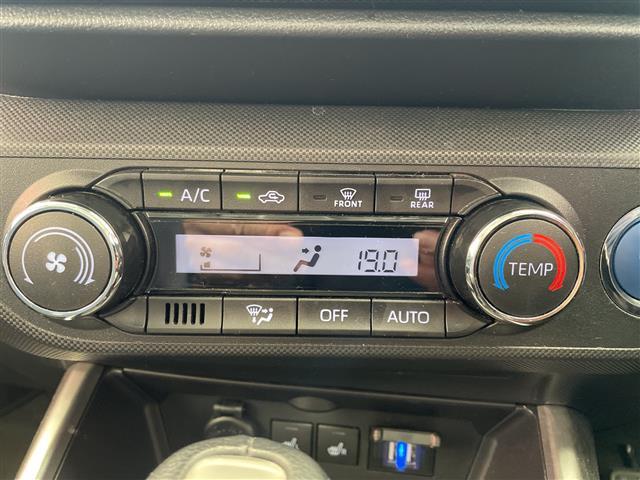 A/C
FRONT
REAR
19.0
TEMP
OFF
AUTO